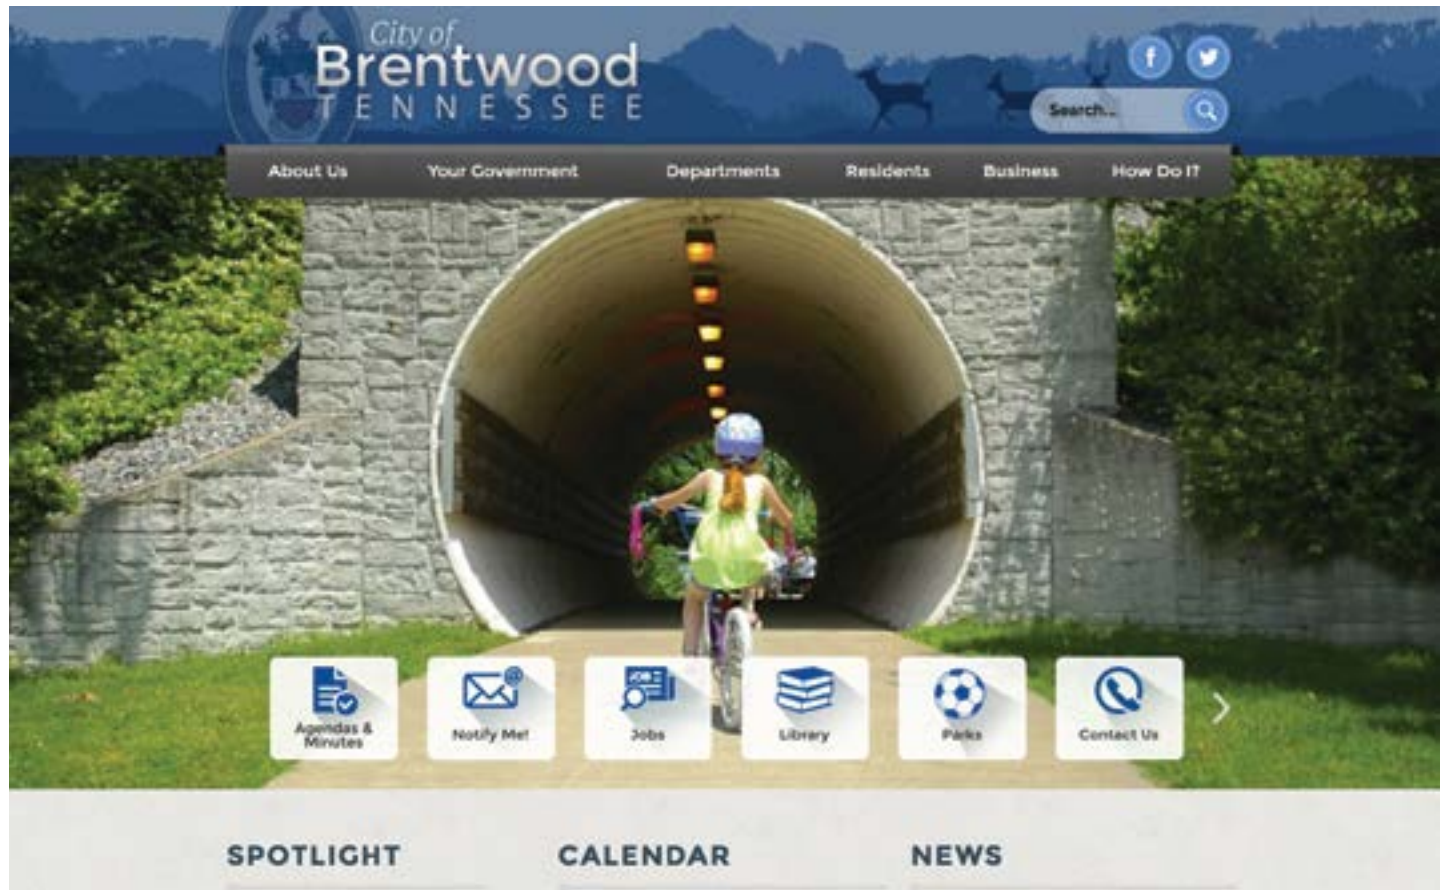 City of
Brentwood
TENNESSEE
f
Search...
About Us Your Government Departments Residents Business How Do I?
JOB
@
Agendas &
Minutes
Notify Me!
Jobs
Library
Parks
Contact Us
SPOTLIGHT CALENDAR NEWS